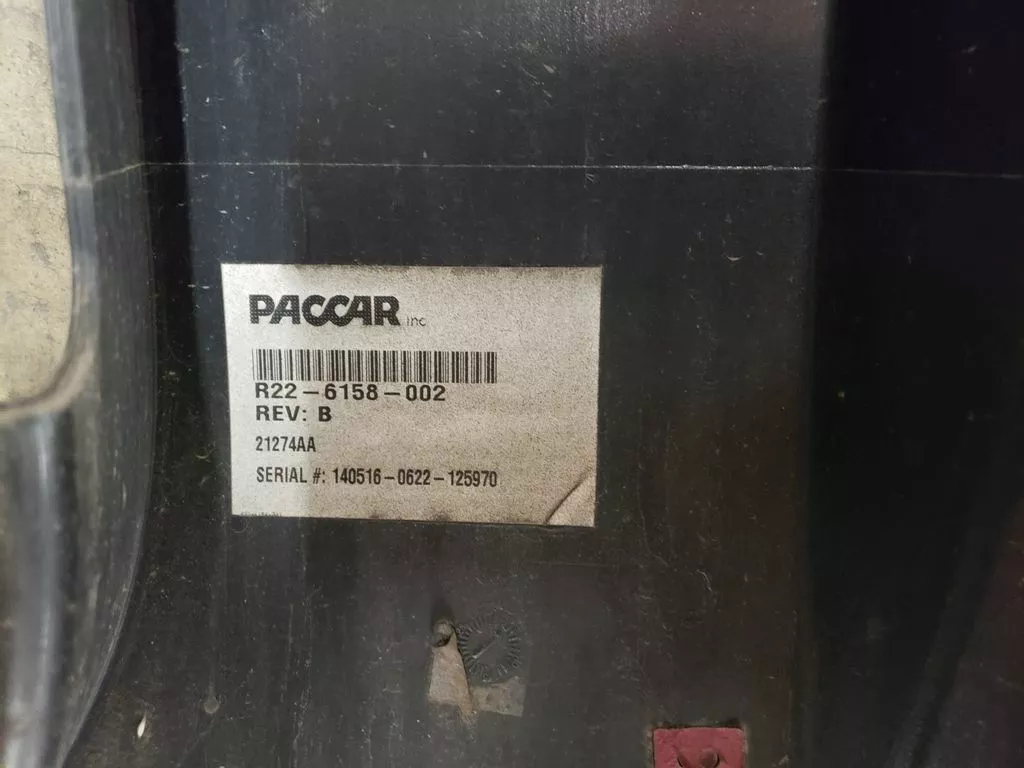 PACCAR inc
R22-6158-002
REV: B
21274AA
SERIAL #: 140516-0622-125970